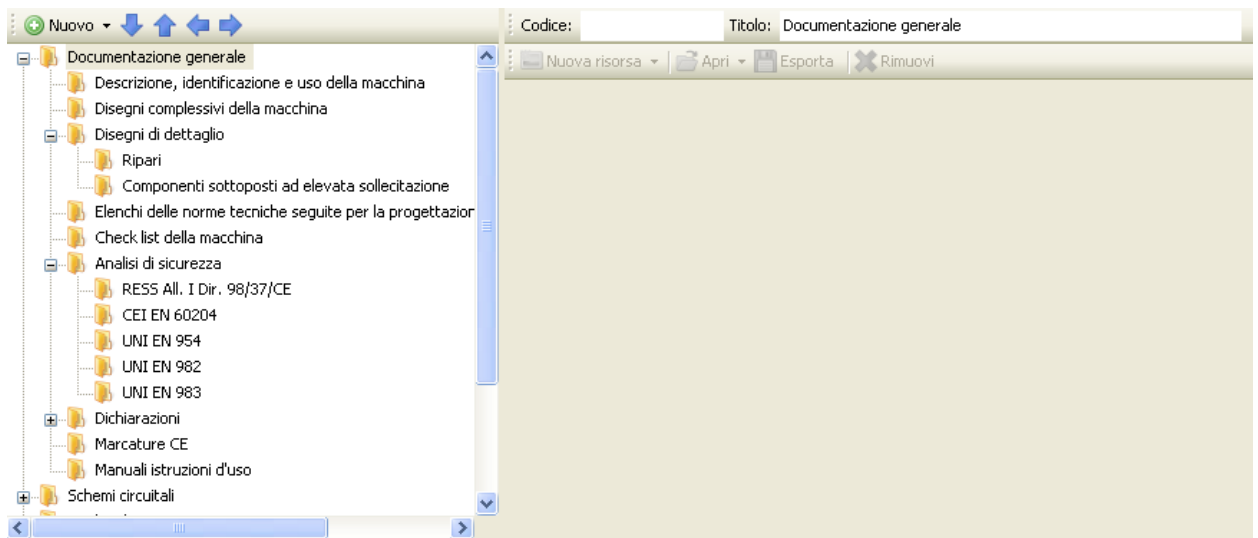 Nuovo
Codice:
Titolo: Documentazione generale
Nuova risorsa
Apri
Esporta
Rimuovi
Documentazione generale
Descrizione, identificazione e uso della macchina
Disegni complessivi della macchina
Disegni di dettaglio
Ripari
Componenti sottoposti ad elevata sollecitazione
Elenchi delle norme tecniche seguite per la
Check list della macchina
Analisi di sicurezza
RESS All. I Dir. 98/37/CE
CEI EN 60204
UNI EN 954
UNI EN 982
UNI EN 983
Dichiarazioni
Marcature CE
Manuali istruzioni d'uso
Schemi circuitali